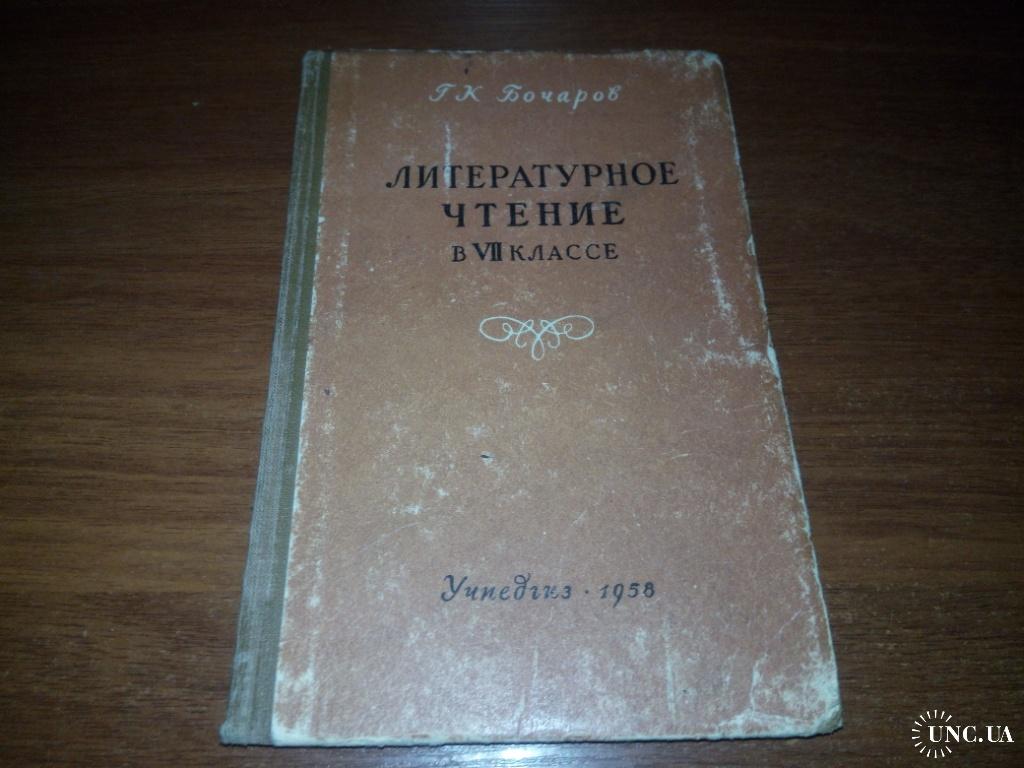 Г К Бочаров
ЛИТЕРАТУРНОЕ
ЧТЕНИЕ
В VII КЛАССЕ
Учпедгиз · 1958
UNC.UA